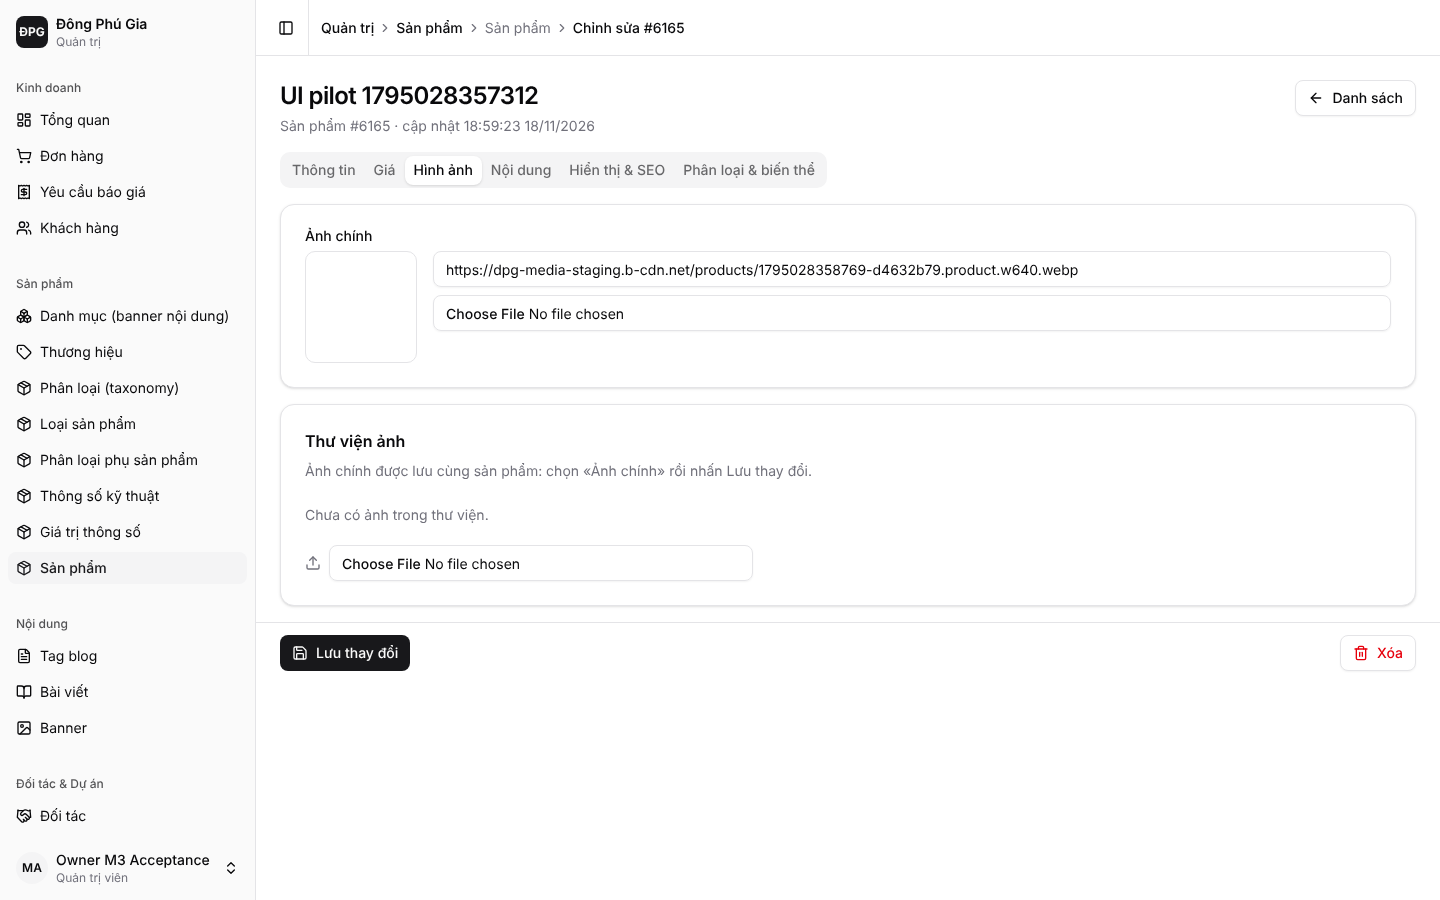 ĐPG
Đông Phú Gia
Quản trị
Kinh doanh
Tổng quan
Đơn hàng
Yêu cầu báo giá
Khách hàng
Sản phẩm
Danh mục (banner nội dung)
Thương hiệu
Phân loại (taxonomy)
Loại sản phẩm
Phân loại phụ sản phẩm
Thông số kỹ thuật
Giá trị thông số
Sản phẩm
Nội dung
Tag blog
Bài viết
Banner
Đối tác & Dự án
Đối tác
MA
Owner M3 Acceptance
Quản trị viên
Quản trị > Sản phẩm > Sản phẩm > Chỉnh sửa #6165
UI pilot 1795028357312
Sản phẩm #6165 · cập nhật 18:59:23 18/11/2026
Danh sách
Thông tin Giá Hình ảnh Nội dung Hiển thị & SEO Phân loại & biến thể
Ảnh chính
https://dpg-media-staging.b-cdn.net/products/1795028358769-d4632b79.product.w640.webp
Choose File No file chosen
Thư viện ảnh
Ảnh chính được lưu cùng sản phẩm: chọn «Ảnh chính» rồi nhấn Lưu thay đổi.
Chưa có ảnh trong thư viện.
Choose File No file chosen
Lưu thay đổi
Xóa